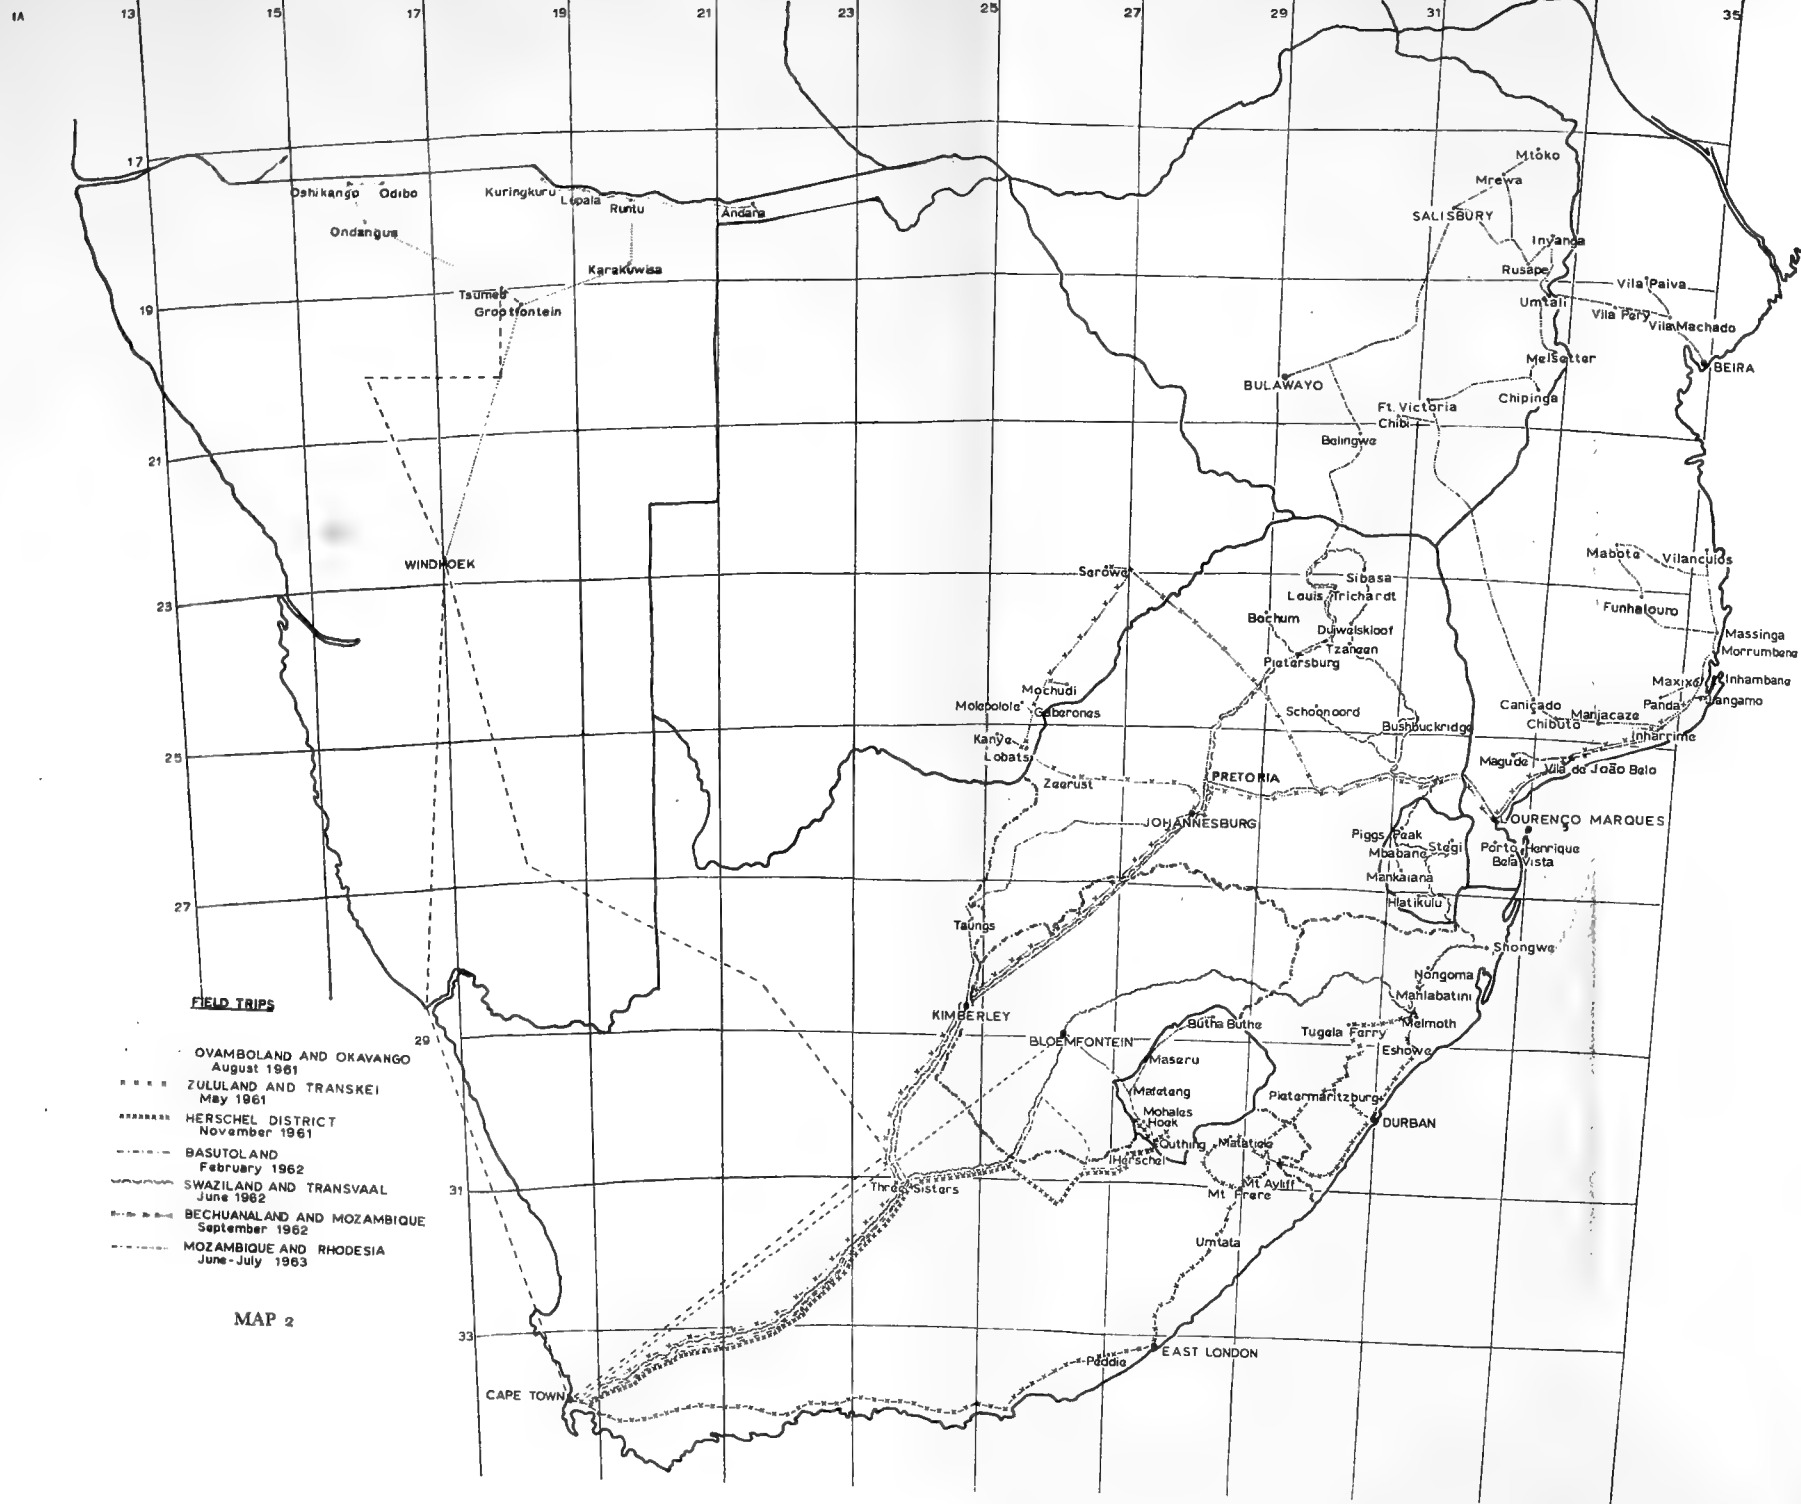 1A
13 15 17 19 21 23 25 27 29 31 35
17
Mtoko
Mrewa
Oshikango Odibo
Kuringkuru
Lupala
Runtu
Andara
SALISBURY
Ondangua
Inyanga
Karakuwisa
Rusape
Tsumeb
Vila Paiva
Grootfontein
Umtali
19
Vila Pery
Vila Machado
Melsetter
BEIRA
BULAWAYO
Chipinga
Ft. Victoria
Chibi
Balingwe
21
Mabote
Vilanculos
WINDHOEK
Serowe
Sibasa
Louis Trichardt
23
Funhalouro
Bochum
Duiwelskloof
Massinga
Tzaneen
Morrumbene
Pietersburg
Maxixe
Inhambane
Mochudi
Jangamo
Molepolole
Gaberones
Schoonoord
Canicado
Manjacaze
Panda
Chibuto
Bushbuckridge
Kanye
Inharrime
25
Lobatsi
Magude
Vila de João Belo
Zeerust
PRETORIA
JOHANNESBURG
LOURENÇO MARQUES
Piggs Peak
Stegi
Porto Henrique
Mbabane
Bela Vista
Mankaiana
27
Hlatikulu
Taungs
Shongwe
Nongoma
Mahlabatini
FIELD TRIPS
KIMBERLEY
Butha Buthe
Melmoth
Tugela Ferry
29
BLOEMFONTEIN
Eshowe
OVAMBOLAND AND OKAVANGO
August 1961
Maseru
ZULULAND AND TRANSKEI
May 1961
Mafeteng
Pietermaritzburg
HERSCHEL DISTRICT
November 1961
Mohales
Hoek
DURBAN
Quthing
Matatiele
BASUTOLAND
February 1962
Herschel
SWAZILAND AND TRANSVAAL
June 1962
31
Three Sisters
Mt Ayliff
Mt Frere
BECHUANALAND AND MOZAMBIQUE
September 1962
Umtata
MOZAMBIQUE AND RHODESIA
June-July 1963
MAP 2
33
EAST LONDON
Peddie
CAPE TOWN